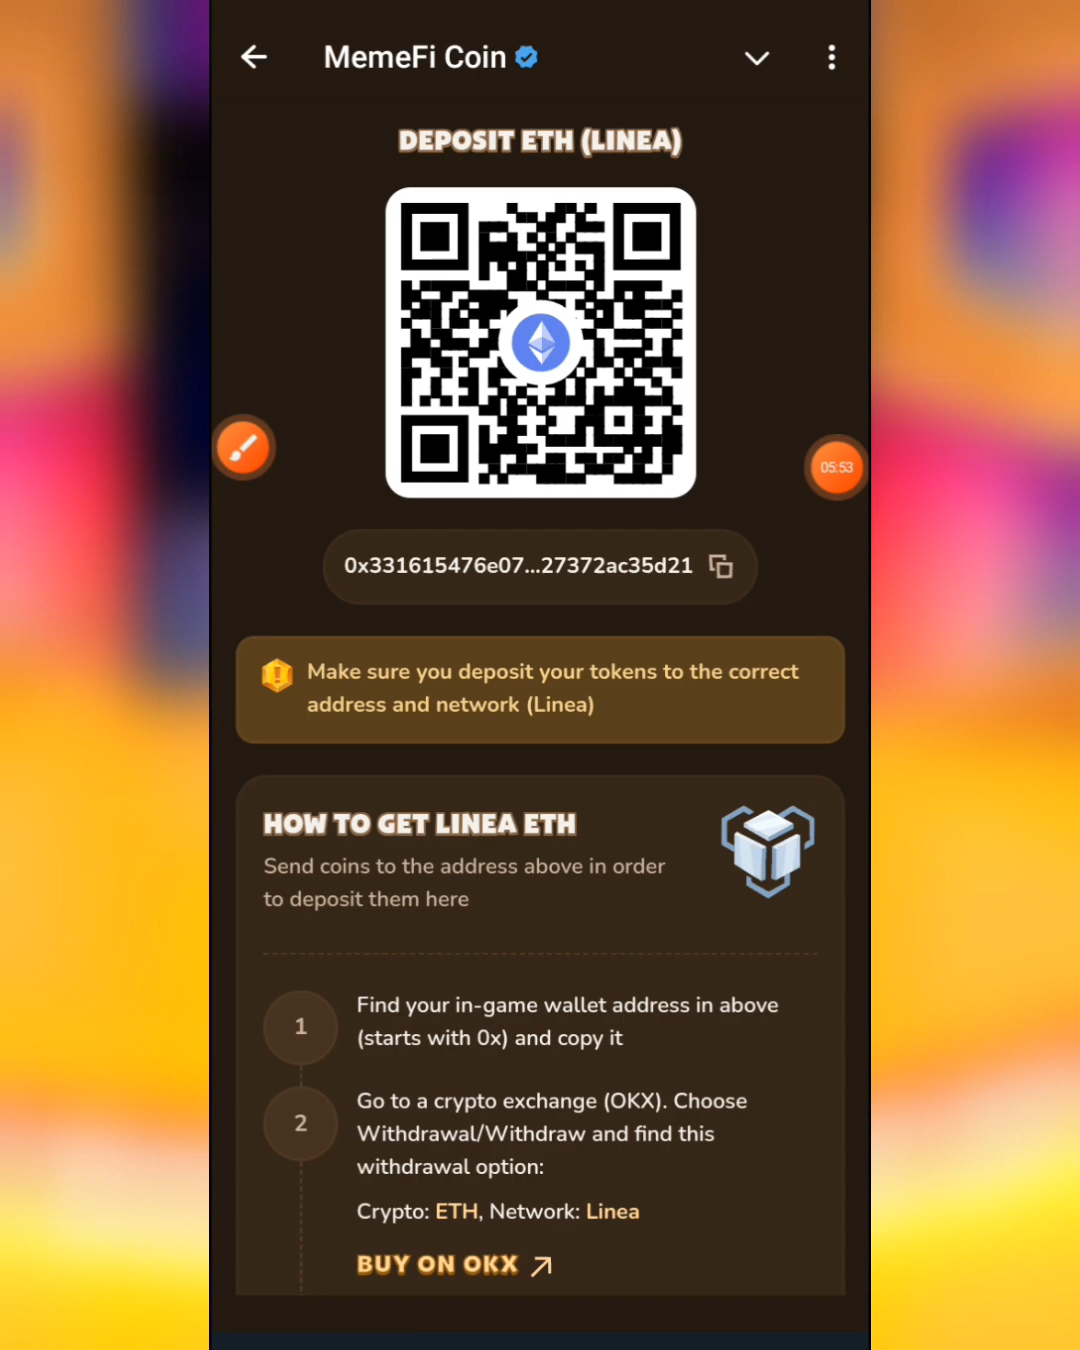 MemeFi Coin
DEPOSIT ETH (LINEA)
05:53
0x331615476e07...27372ac35d21
Make sure you deposit your tokens to the correct
address and network (Linea)
HOW TO GET LINEA ETH
Send coins to the address above in order
to deposit them here
1
Find your in-game wallet address in above
(starts with 0x) and copy it
2
Go to a crypto exchange (OKX). Choose
Withdrawal/Withdraw and find this
withdrawal option:
Crypto: ETH, Network: Linea
BUY ON OKX